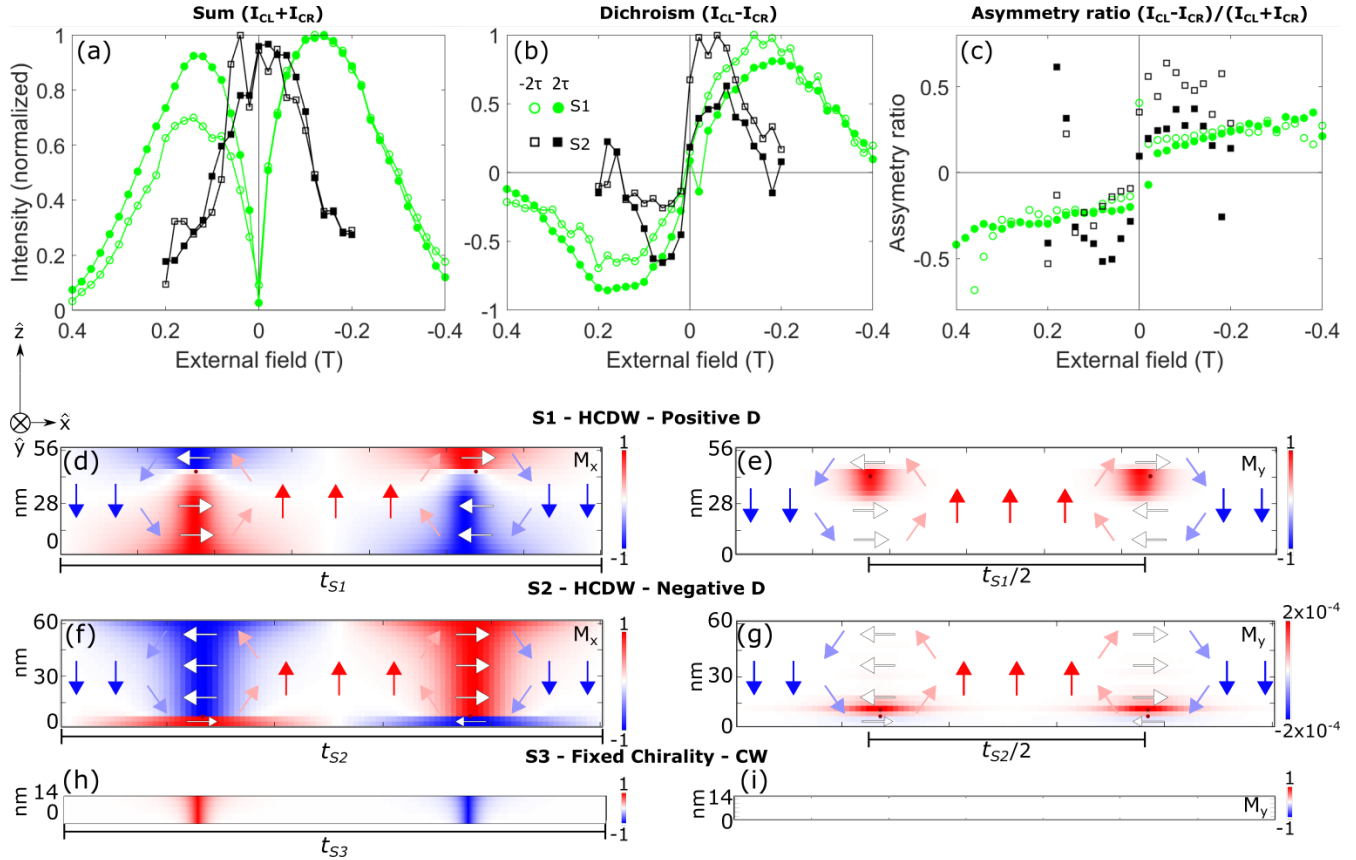 Sum (I_CL+I_CR)
Dichroism (I_CL-I_CR)
Asymmetry ratio (I_CL-I_CR)/(I_CL+I_CR)
(a)
Intensity (normalized)
1
0.8
0.6
0.4
0.2
0
0.4 0.2 0 -0.2 -0.4
External field (T)
(b)
-2τ 2τ
S1
S2
1
0.5
0
-0.5
-1
0.4 0.2 0 -0.2 -0.4
External field (T)
(c)
Assymetry ratio
0.5
0
-0.5
0.4 0.2 0 -0.2 -0.4
External field (T)
ẑ
x̂
ŷ
S1 - HCDW - Positive D
56
28
0
nm
(d)
M_x
1
-1
t_S1
56
28
0
nm
(e)
M_y
1
-1
t_S1/2
S2 - HCDW - Negative D
60
30
0
nm
(f)
M_x
1
-1
t_S2
60
30
0
nm
(g)
M_y
2x10^-4
-2x10^-4
t_S2/2
S3 - Fixed Chirality - CW
(h)
14
0
nm
1
-1
t_S3
(i)
14
0
nm
M_y
1
-1